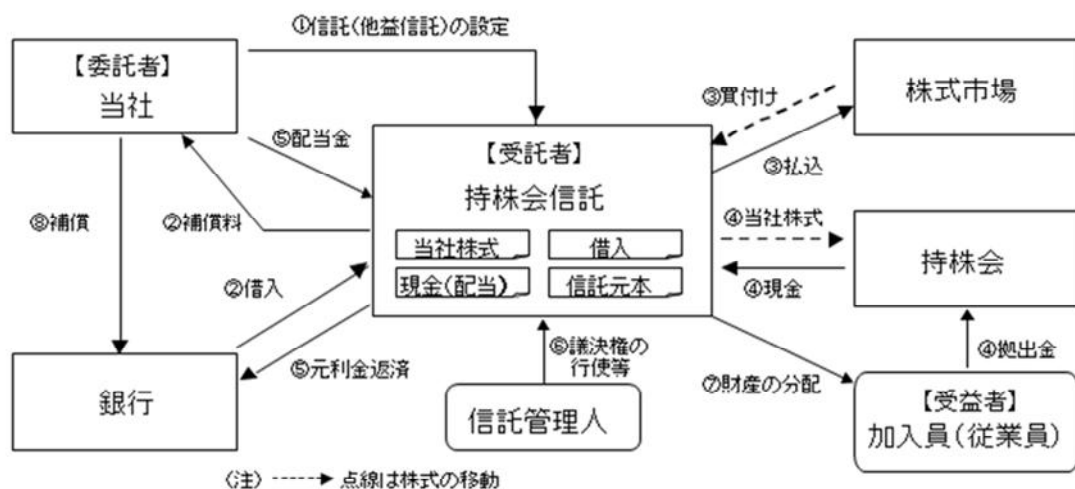 ①信託(他益信託)の設定
【委託者】
当社
③買付け
株式市場
⑤配当金
【受託者】
持株会信託
③払込
⑧補償
②補償料
④当社株式
当社株式
借入
持株会
現金(配当)
信託元本
④現金
②借入
⑥議決権の
行使等
④拠出金
⑤元利金返済
⑦財産の分配
銀行
信託管理人
【受益者】
加入員(従業員)
(注) 点線は株式の移動